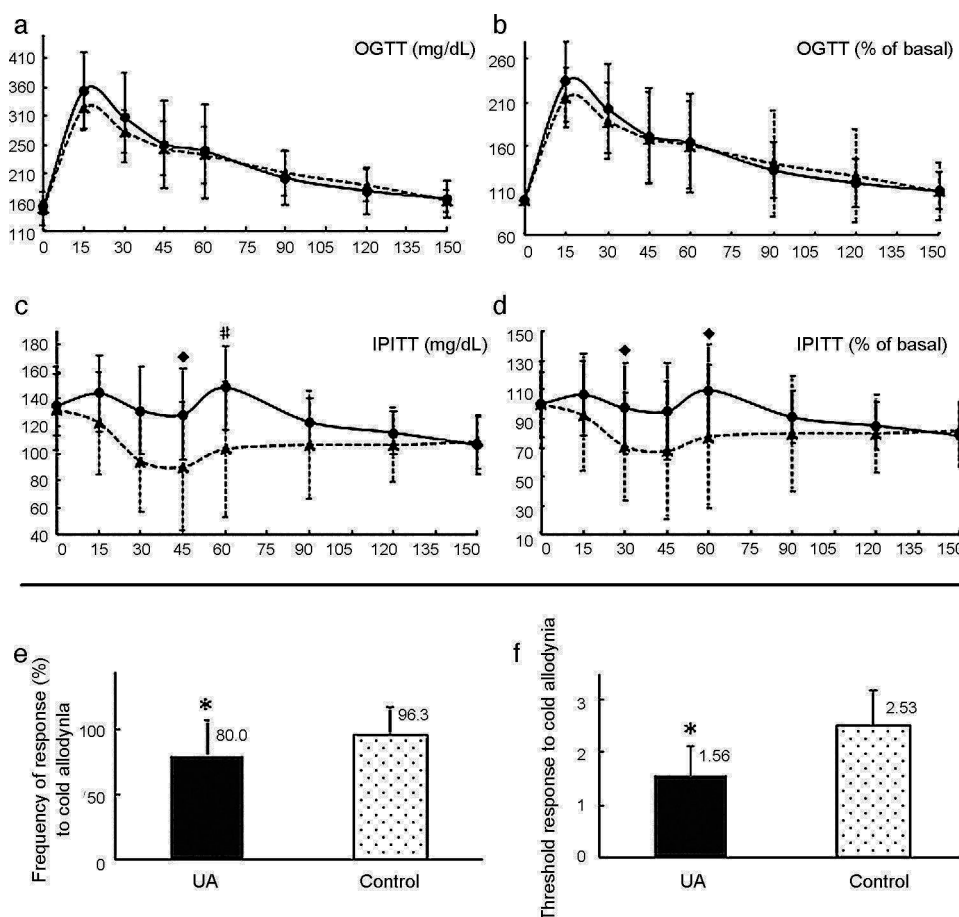 a
OGTT (mg/dL)
410
360
310
250
210
160
110
0 15 30 45 60 75 90 105 120 135 150
b
OGTT (% of basal)
260
210
160
110
60
0 15 30 45 60 75 90 105 120 135 150
c
# 
IPITT (mg/dL)
180
160
140
120
100
80
60
40
0 15 30 45 60 75 90 105 120 135 150
d
IPITT (% of basal)
150
130
110
90
70
50
30
10
0 15 30 45 60 75 90 105 120 135 150
e
Frequency of response (%)
to cold allodynla
100
50
0
*
80.0
96.3
UA Control
f
Threshold response to cold allodynia
3
2
1
0
*
1.56
2.53
UA Control